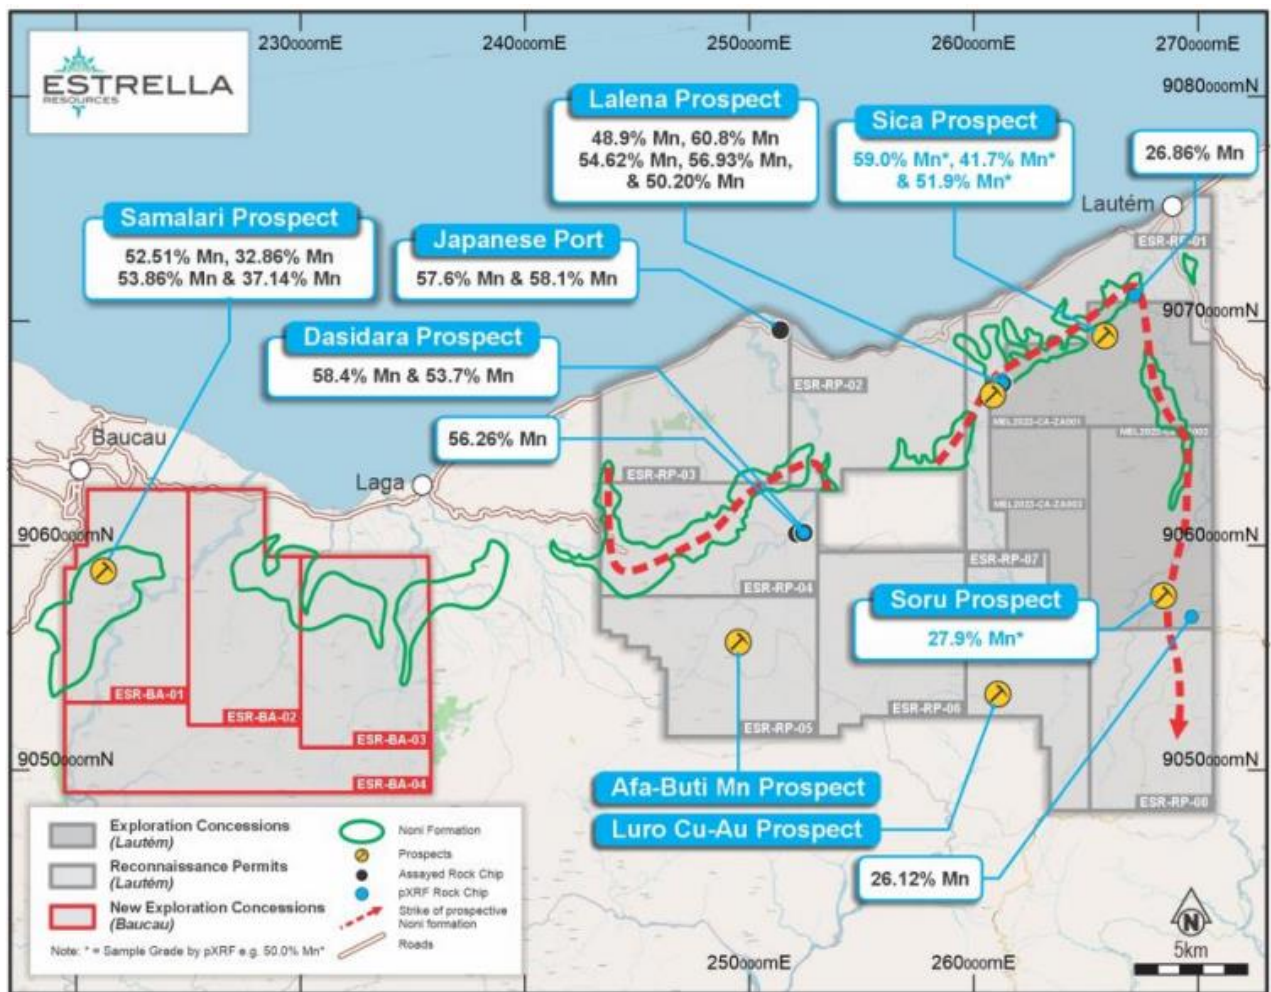 230000mE
240000mE
250000mE
260000mE
270000mE
ESTRELLA
RESOURCES
9080000mN
Lalena Prospect
48.9% Mn, 60.8% Mn
54.62% Mn, 56.93% Mn,
& 50.20% Mn
Sica Prospect
59.0% Mn*, 41.7% Mn*
& 51.9% Mn*
26.86% Mn
Lautém
Samalari Prospect
52.51% Mn, 32.86% Mn
53.86% Mn & 37.14% Mn
Japanese Port
57.6% Mn & 58.1% Mn
ESR-RP-01
9070000mN
Dasidara Prospect
58.4% Mn & 53.7% Mn
ESR-RP-02
56.26% Mn
Baucau
Laga
ESR-RP-03
9060000mN
9060000mN
ESR-RP-07
ESR-RP-04
Soru Prospect
27.9% Mn*
ESR-BA-01
ESR-BA-02
ESR-BA-03
ESR-RP-05
ESR-RP-06
9050000mN
9050000mN
ESR-BA-04
Afa-Buti Mn Prospect
Luro Cu-Au Prospect
ESR-RP-08
26.12% Mn
Exploration Concessions
(Lautém)
Reconnaissance Permits
(Lautém)
New Exploration Concessions
(Baucau)
Note: * = Sample Grade by pXRF e.g. 50.0% Mn*
Noni Formation
Prospects
Assayed Rock Chip
pXRF Rock Chip
Strike of prospective
Noni formation
Roads
N
5km
250000mE
260000mE